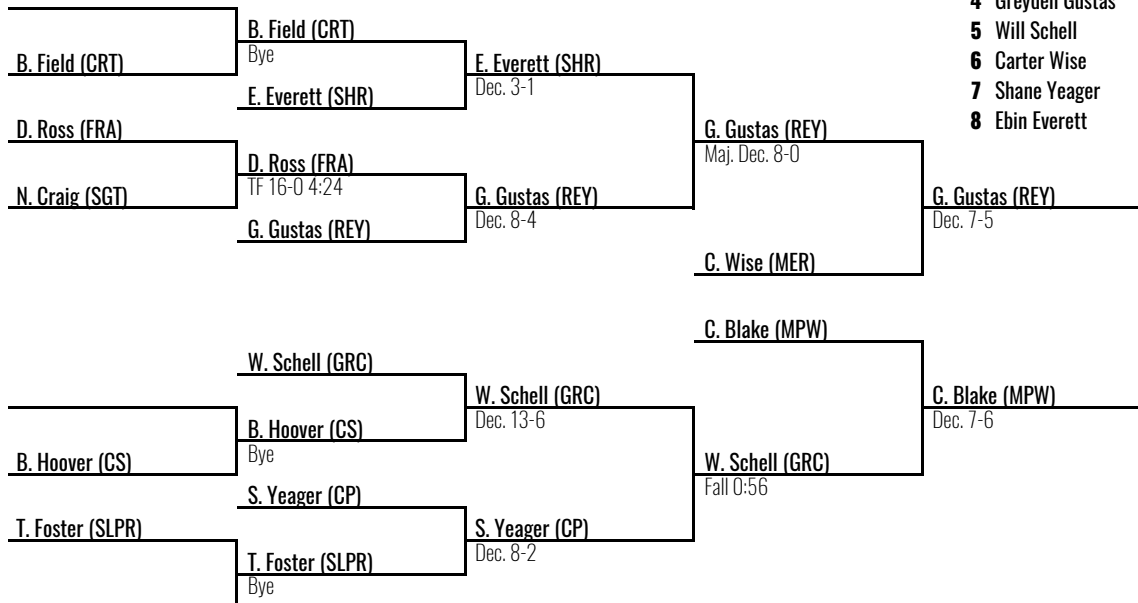 4 Greyden Gustas
5 Will Schell
6 Carter Wise
7 Shane Yeager
8 Ebin Everett
B. Field (CRT)
B. Field (CRT)
Bye
E. Everett (SHR)
E. Everett (SHR)
Dec. 3-1
D. Ross (FRA)
N. Craig (SGT)
D. Ross (FRA)
TF 16-0 4:24
G. Gustas (REY)
G. Gustas (REY)
Dec. 8-4
G. Gustas (REY)
Maj. Dec. 8-0
C. Wise (MER)
G. Gustas (REY)
Dec. 7-5
C. Blake (MPW)
W. Schell (GRC)
B. Hoover (CS)
B. Hoover (CS)
Bye
W. Schell (GRC)
Dec. 13-6
S. Yeager (CP)
T. Foster (SLPR)
T. Foster (SLPR)
Bye
S. Yeager (CP)
Dec. 8-2
W. Schell (GRC)
Fall 0:56
C. Blake (MPW)
Dec. 7-6